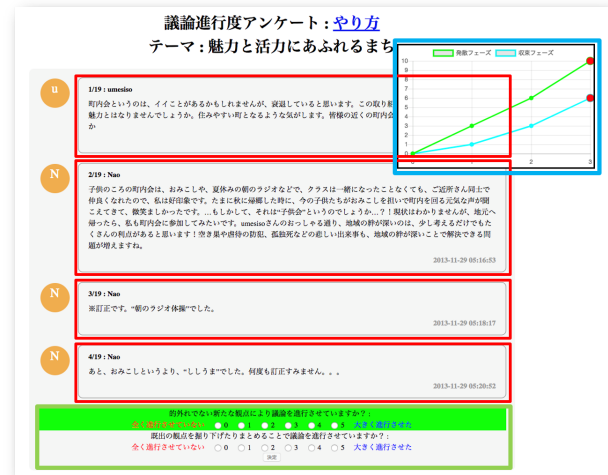 議論進行度アンケート : やり方
テーマ : 魅力と活力にあふれるまち
発散フェーズ 収束フェーズ
10
9
8
7
6
5
4
3
2
1
0
0 1 2 3
u
1/19 : umesiso
町内会というのは、イイことがあるかもしれませんが、衰退していると思います。この取り
魅力とはなりませんでしょうか。住みやすい町となるような気がします。皆様の近くの町内会
か
N
2/19 : Nao
子供のころの町内会は、おみこしや、夏休みの朝のラジオなどで、クラスは一緒になったことなくても、ご近所さん同士で
仲良くなれたので、私は好印象です。たまに秋に帰郷した時に、今の子供たちがおみこしを担いで町内を回る元気な声が聞
こえてきて、微笑ましかったです。…もしかして、それは“子供会”というのでしょうか…？！現状はわかりませんが、地元へ
帰ったら、私も町内会に参加してみたいです。umesisoさんのおっしゃる通り、地域の絆が深いのは、少し考えるだけでもた
くさんの利点があると思います！空き巣や虐待の防犯、孤独死などの悲しい出来事も、地域の絆が深いことで解決できる問
題が増えますね。
2013-11-29 05:16:53
N
3/19 : Nao
※訂正です。“朝のラジオ体操”でした。
2013-11-29 05:18:17
N
4/19 : Nao
あと、おみこしというより、“ししうま”でした。何度も訂正すみません。。。
2013-11-29 05:20:52
的外れでない新たな観点により議論を進行させていますか？ :
全く進行させていない 0 1 2 3 4 5 大きく進行させた
既出の観点を掘り下げたりまとめることで議論を進行させていますか？ :
全く進行させていない 0 1 2 3 4 5 大きく進行させた
決定